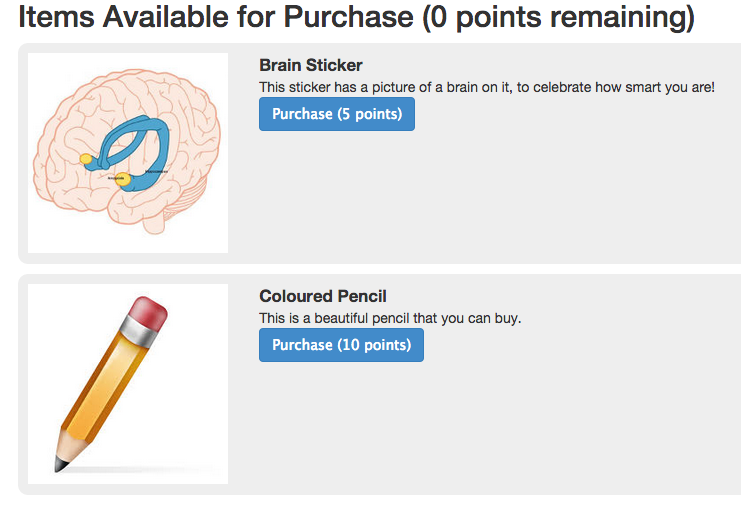 Items Available for Purchase (0 points remaining)
Brain Sticker
This sticker has a picture of a brain on it, to celebrate how smart you are!
Purchase (5 points)
Coloured Pencil
This is a beautiful pencil that you can buy.
Purchase (10 points)